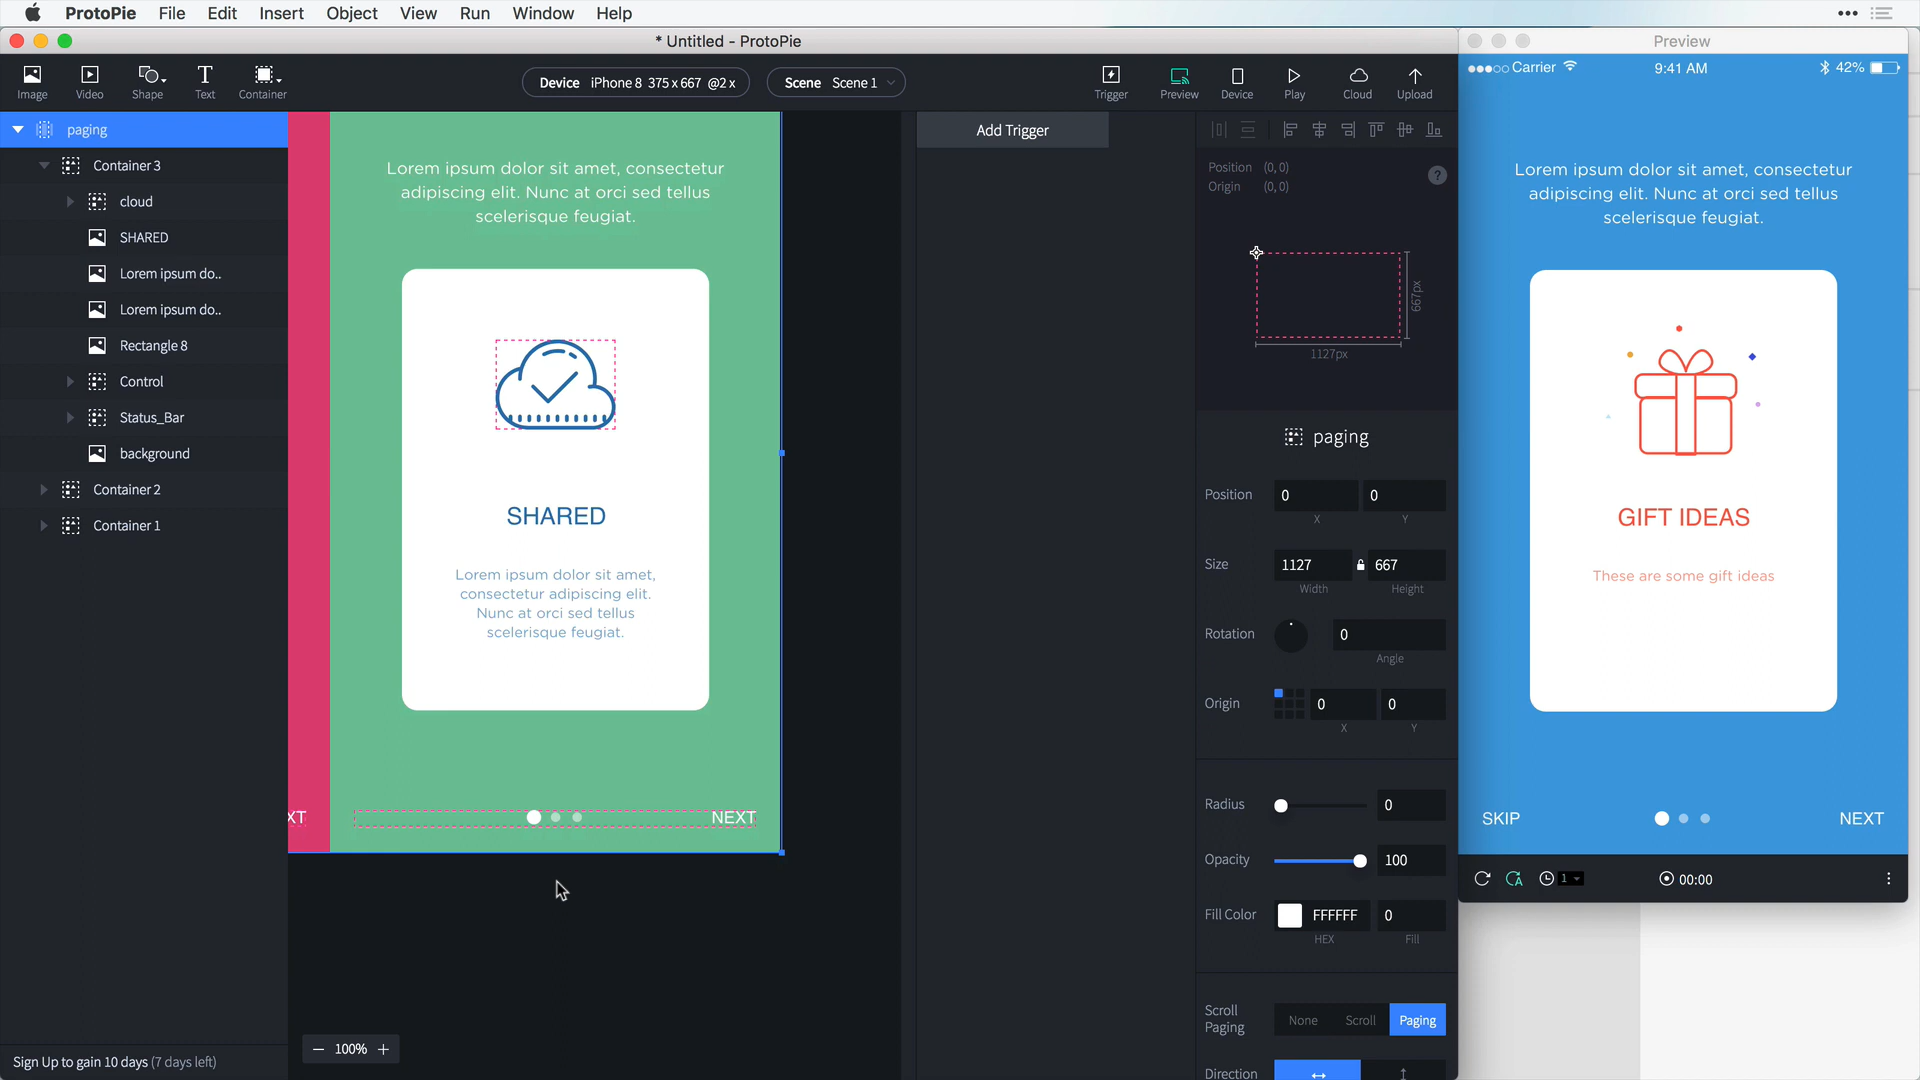 ProtoPie File Edit Insert Object View Run Window Help
* Untitled - ProtoPie
Preview
Image
Video
Shape
Text
Container
Device iPhone 8 375 x 667 @2 x
Scene Scene 1
Trigger
Preview
Device
Play
Cloud
Upload
paging
Container 3
cloud
SHARED
Lorem ipsum do..
Lorem ipsum do..
Rectangle 8
Control
Status_Bar
background
Container 2
Container 1
Sign Up to gain 10 days (7 days left)
Lorem ipsum dolor sit amet, consectetur
adipiscing elit. Nunc at orci sed tellus
scelerisque feugiat.
SHARED
Lorem ipsum dolor sit amet,
consectetur adipiscing elit.
Nunc at orci sed tellus
scelerisque feugiat.
XT
NEXT
100%
Add Trigger
Position (0, 0)
Origin (0, 0)
?
667px
1127px
paging
Position 0 0
X Y
Size 1127 667
Width Height
Rotation 0
Angle
Origin 0 0
X Y
Radius 0
Opacity 100
Fill Color FFFFFF 0
HEX Fill
Scroll
Paging
None Scroll Paging
Direction
Carrier 9:41 AM 42%
Lorem ipsum dolor sit amet, consectetur
adipiscing elit. Nunc at orci sed tellus
scelerisque feugiat.
GIFT IDEAS
These are some gift ideas
SKIP NEXT
A 1 00:00